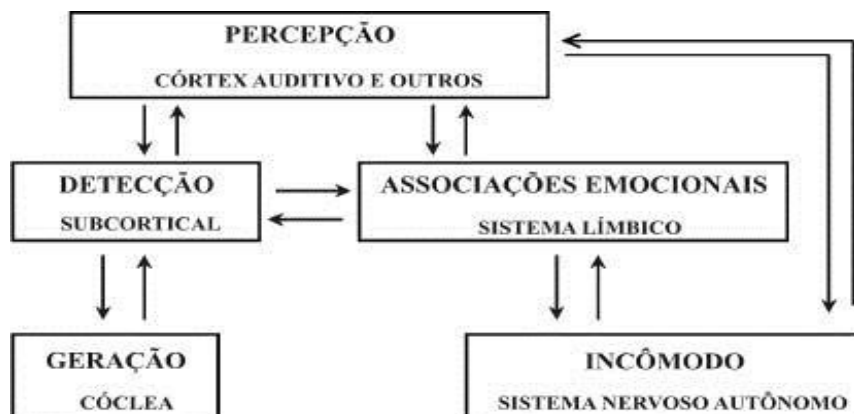 PERCEPÇÃO
CÓRTEX AUDITIVO E OUTROS
DETECÇÃO
SUBCORTICAL
ASSOCIAÇÕES EMOCIONAIS
SISTEMA LÍMBICO
GERAÇÃO
CÓCLEA
INCÔMODO
SISTEMA NERVOSO AUTÔNOMO